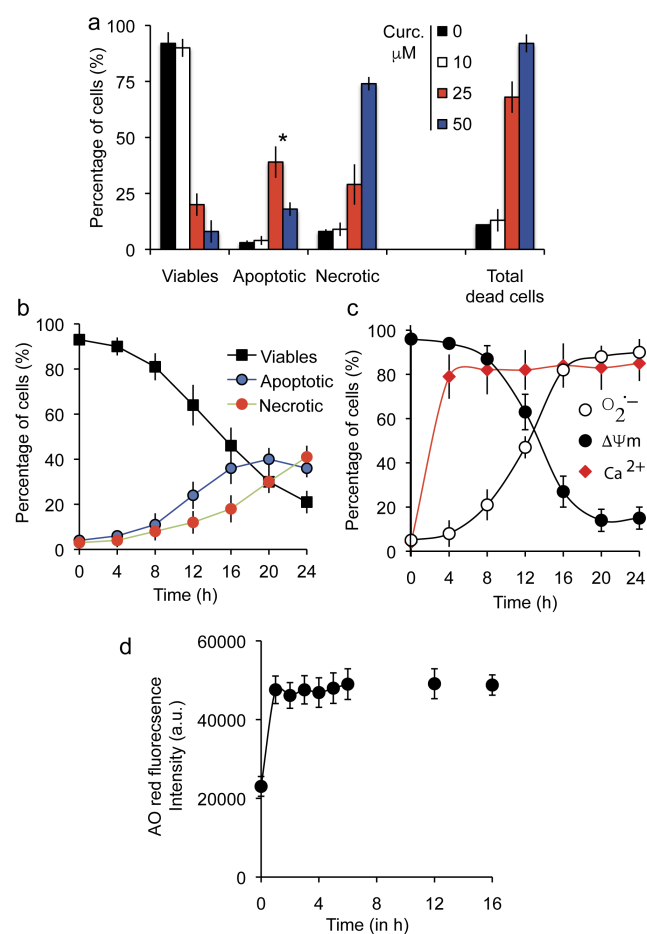 a
Percentage of cells (%)
100
75
50
25
0
Curc.
μM
0
10
25
50
*
Viables
Apoptotic
Necrotic
Total
dead cells
b
Percentage of cells (%)
100
80
60
40
20
0
Viables
Apoptotic
Necrotic
0 4 8 12 16 20 24
Time (h)
c
Percentage of cells (%)
100
80
60
40
20
0
O₂·−
ΔΨm
Ca²⁺
0 4 8 12 16 20 24
Time (h)
d
AO red fluorecsence
Intensity (a.u.)
60000
40000
20000
0
0 4 8 12 16
Time (in h)